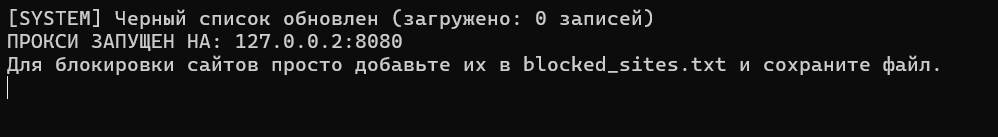 [SYSTEM] Черный список обновлен (загружено: 0 записей)
ПРОКСИ ЗАПУЩЕН НА: 127.0.0.2:8080
Для блокировки сайтов просто добавьте их в blocked_sites.txt и сохраните файл.